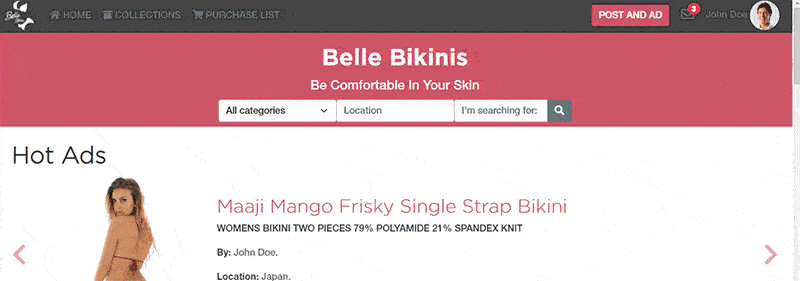 Belle
HOME COLLECTIONS PURCHASE LIST POST AND AD 3 John Doe
Belle Bikinis
Be Comfortable In Your Skin
All categories Location I'm searching for:
Hot Ads
Maaji Mango Frisky Single Strap Bikini
WOMENS BIKINI TWO PIECES 79% POLYAMIDE 21% SPANDEX KNIT
By: John Doe.
Location: Japan.